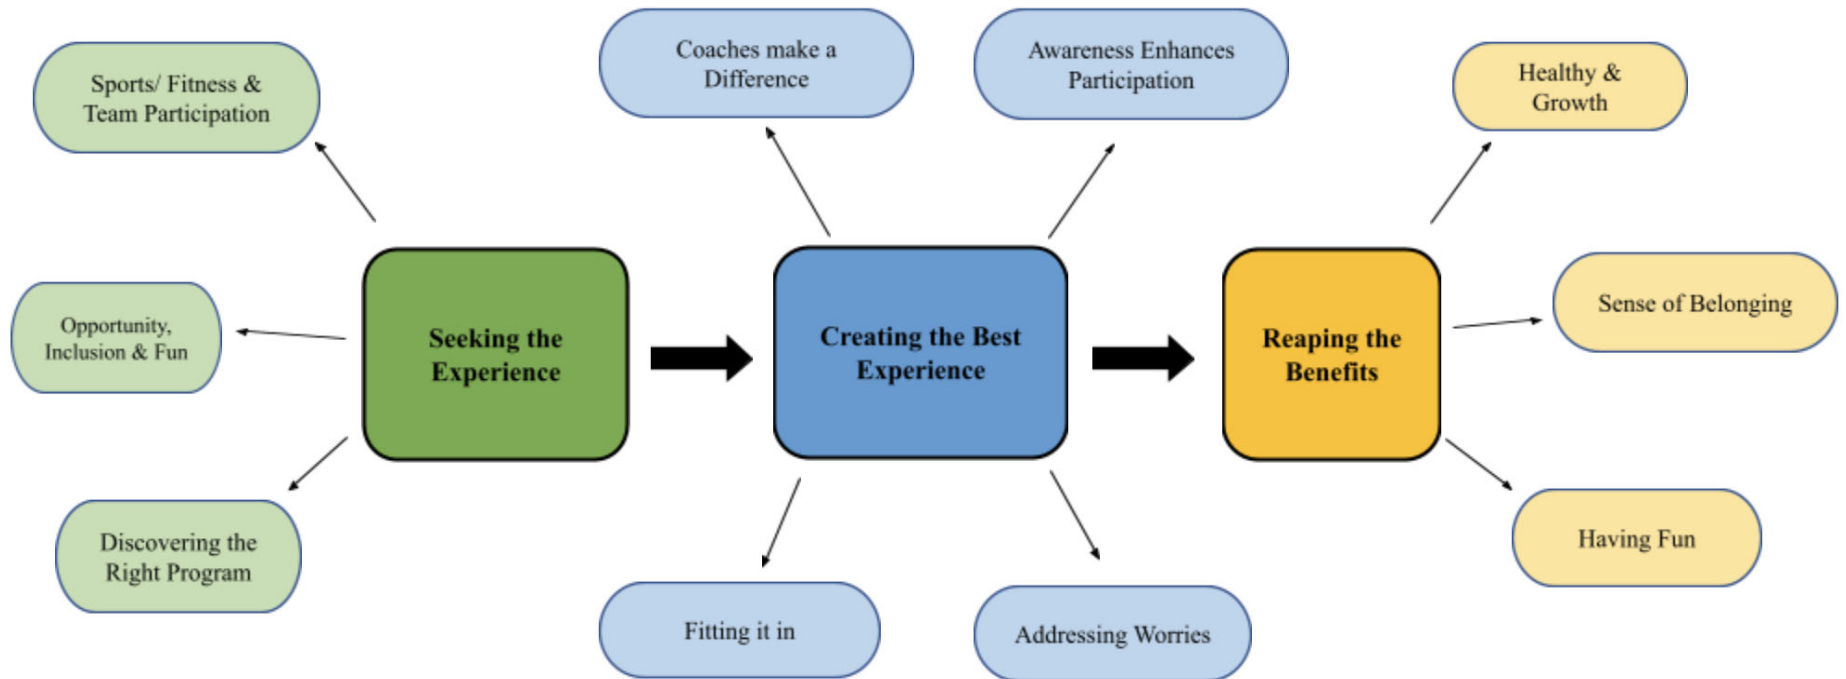 Sports/ Fitness &
Team Participation
Opportunity,
Inclusion & Fun
Discovering the
Right Program
Seeking the
Experience
Coaches make a
Difference
Awareness Enhances
Participation
Creating the Best
Experience
Fitting it in
Addressing Worries
Reaping the
Benefits
Healthy &
Growth
Sense of Belonging
Having Fun